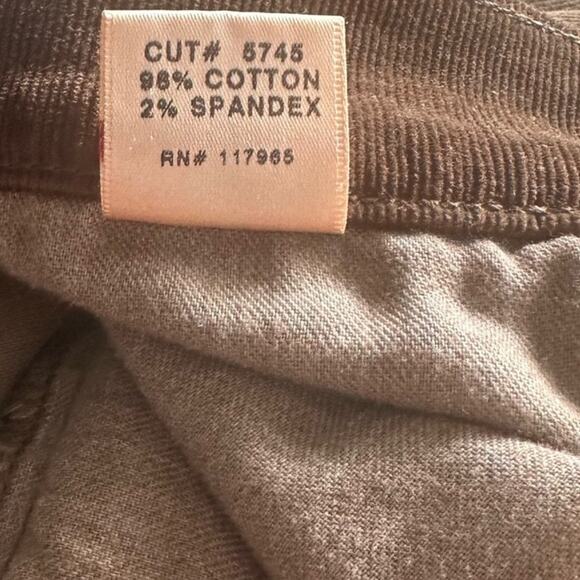 CUT# 5745
98% COTTON
2% SPANDEX
RN# 117965